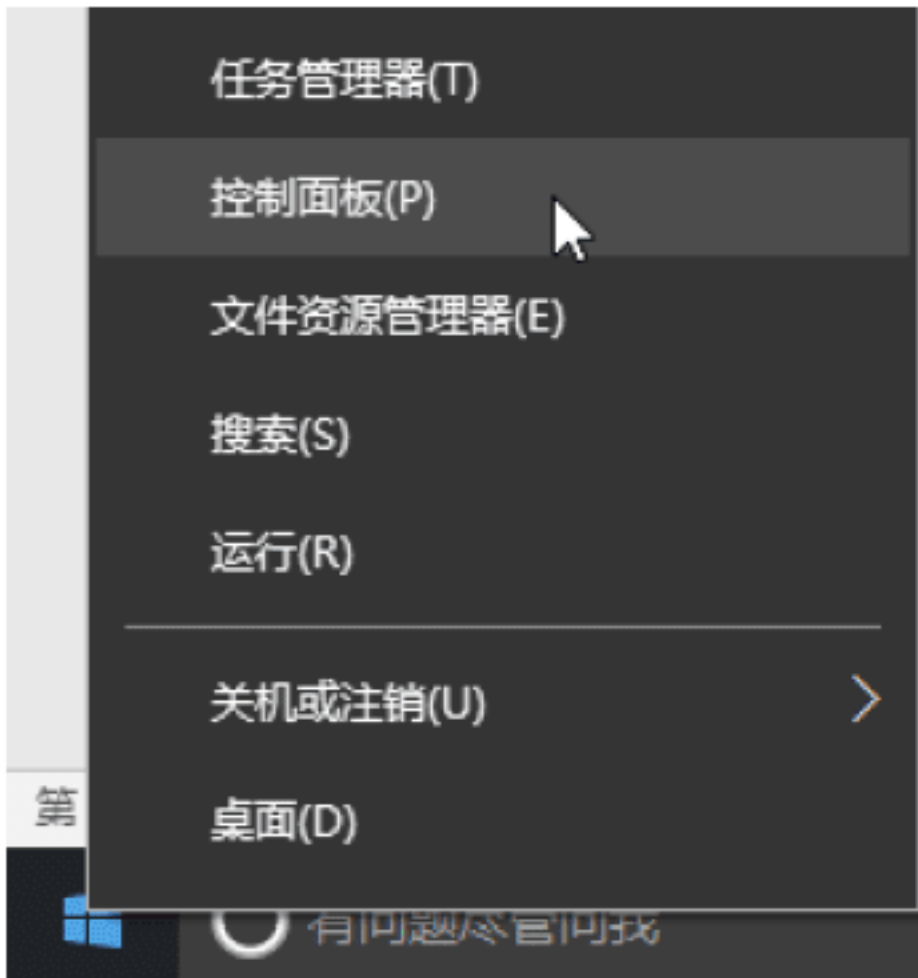 任务管理器(T)
控制面板(P)
文件资源管理器(E)
搜索(S)
运行(R)
关机或注销(U)
桌面(D)
第
有问题尽管问我